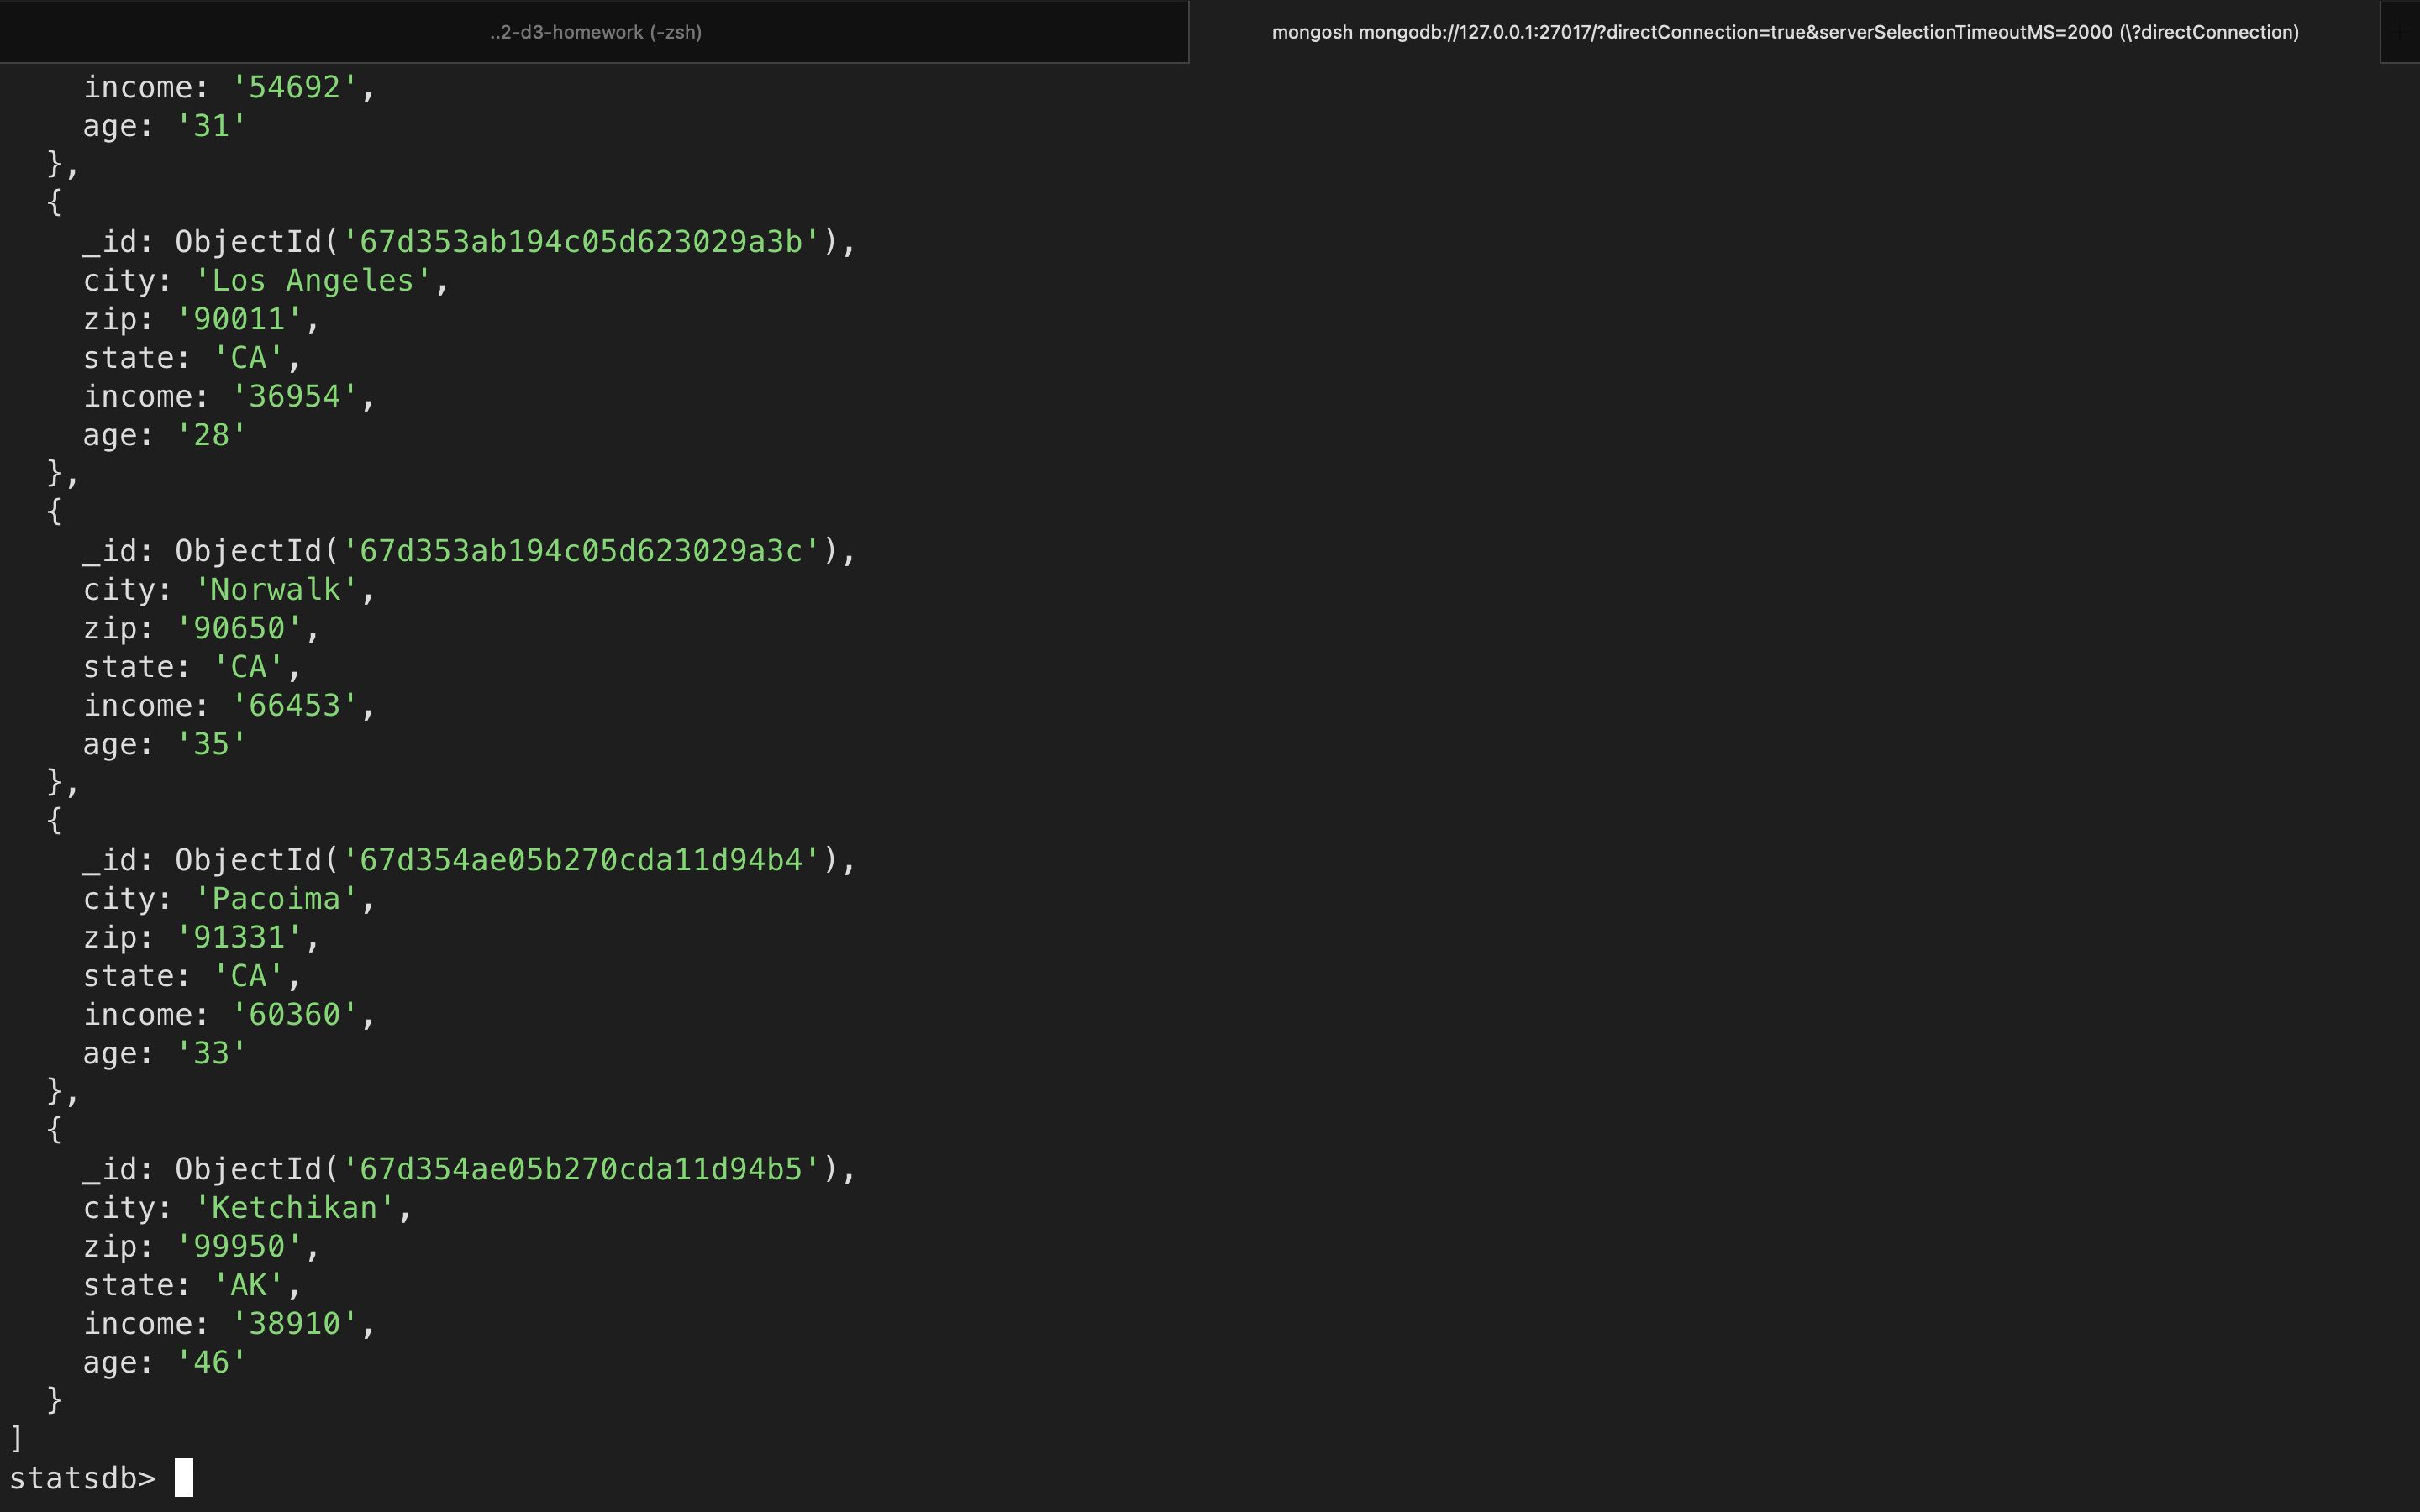 ..2-d3-homework (-zsh)
mongosh mongodb://127.0.0.1:27017/?directConnection=true&serverSelectionTimeoutMS=2000 (\?directConnection)
    income: '54692',
    age: '31'
  },
  {
    _id: ObjectId('67d353ab194c05d623029a3b'),
    city: 'Los Angeles',
    zip: '90011',
    state: 'CA',
    income: '36954',
    age: '28'
  },
  {
    _id: ObjectId('67d353ab194c05d623029a3c'),
    city: 'Norwalk',
    zip: '90650',
    state: 'CA',
    income: '66453',
    age: '35'
  },
  {
    _id: ObjectId('67d354ae05b270cda11d94b4'),
    city: 'Pacoima',
    zip: '91331',
    state: 'CA',
    income: '60360',
    age: '33'
  },
  {
    _id: ObjectId('67d354ae05b270cda11d94b5'),
    city: 'Ketchikan',
    zip: '99950',
    state: 'AK',
    income: '38910',
    age: '46'
  }
]
statsdb>